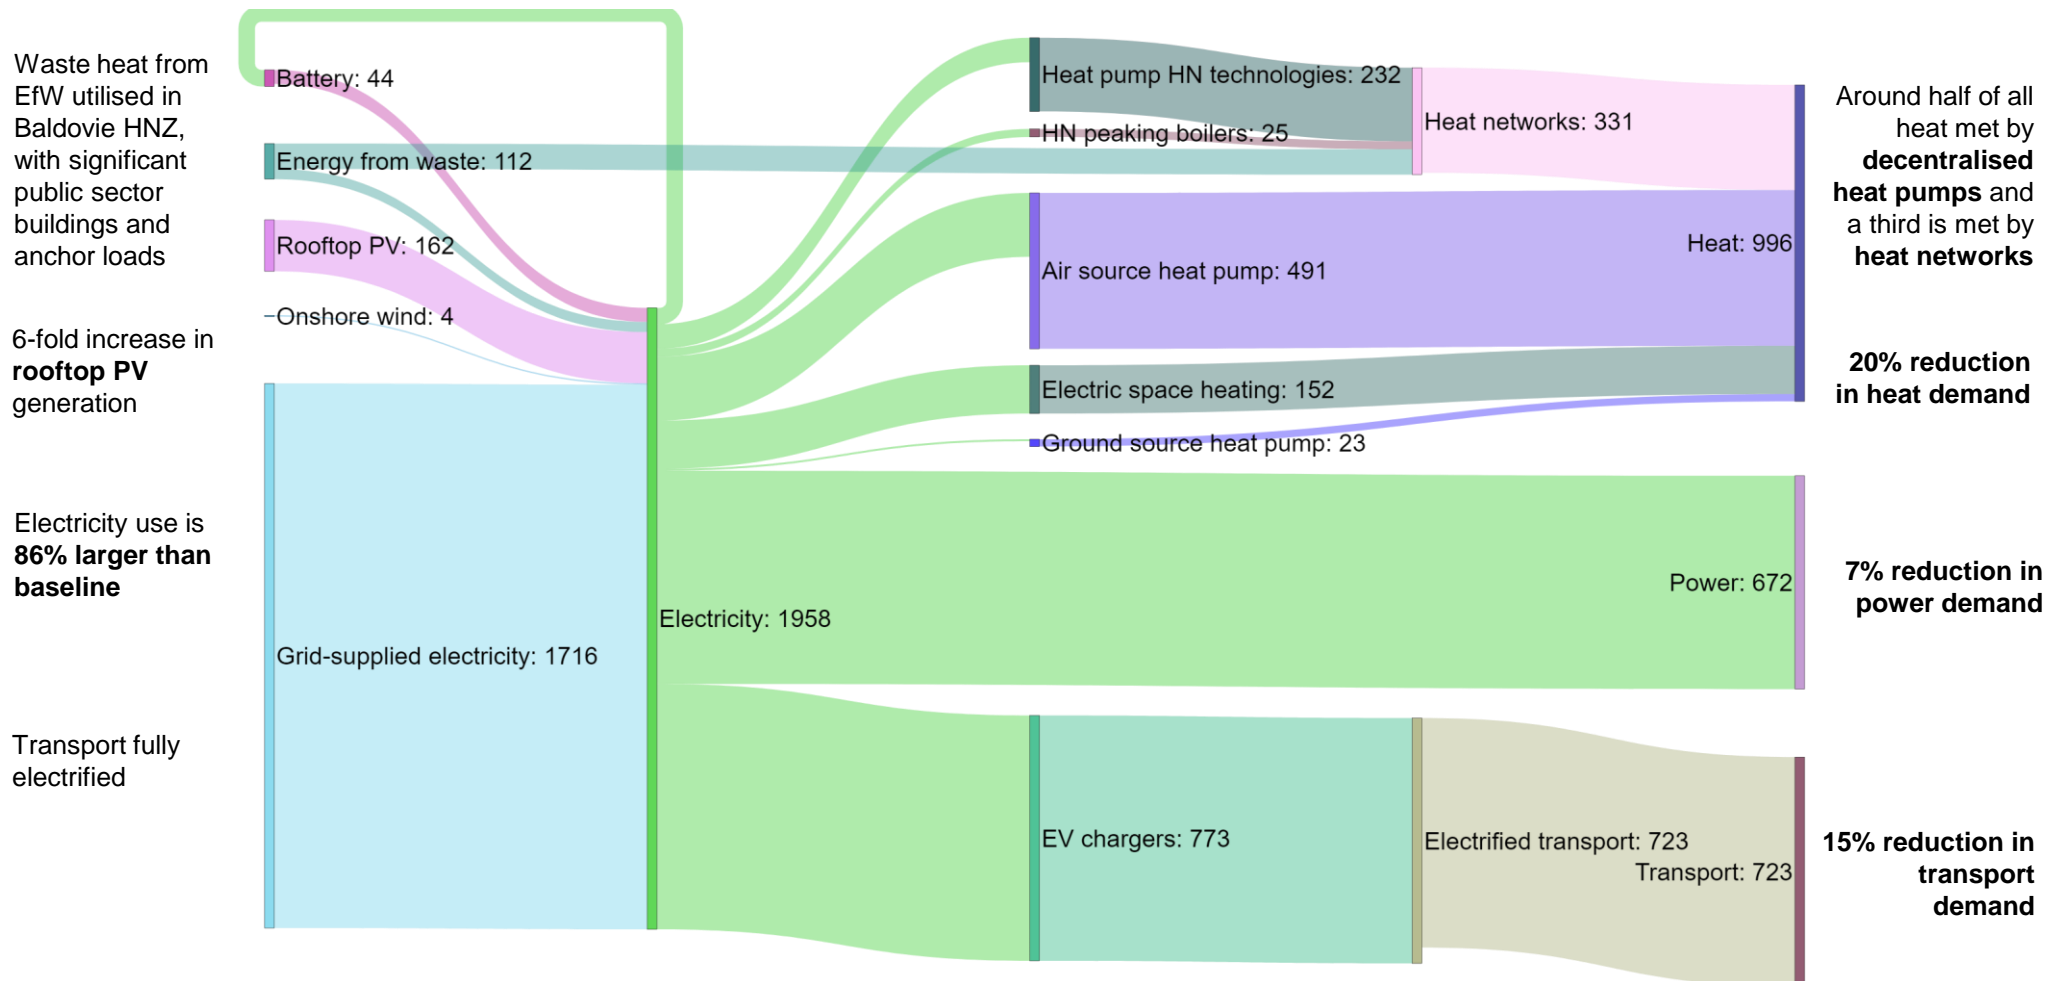 Waste heat from
EfW utilised in
Baldovie HNZ,
with significant
public sector
buildings and
anchor loads
6-fold increase in
rooftop PV
generation
Electricity use is
86% larger than
baseline
Transport fully
electrified
Battery: 44
Energy from waste: 112
Rooftop PV: 162
Onshore wind: 4
Grid-supplied electricity: 1716
Electricity: 1958
Heat pump HN technologies: 232
HN peaking boilers: 25
Air source heat pump: 491
Electric space heating: 152
Ground source heat pump: 23
EV chargers: 773
Heat networks: 331
Electrified transport: 723
Heat: 996
Power: 672
Transport: 723
Around half of all
heat met by
decentralised
heat pumps and
a third is met by
heat networks
20% reduction
in heat demand
7% reduction in
power demand
15% reduction in
transport
demand